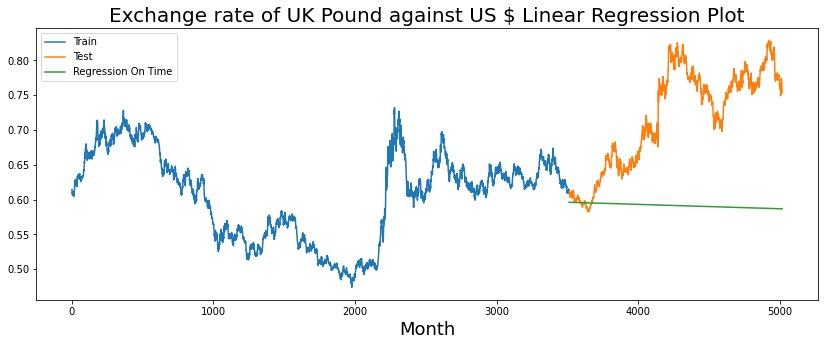 Exchange rate of UK Pound against US $ Linear Regression Plot
Train
Test
Regression On Time
0.80
0.75
0.70
0.65
0.60
0.55
0.50
0 1000 2000 3000 4000 5000
Month